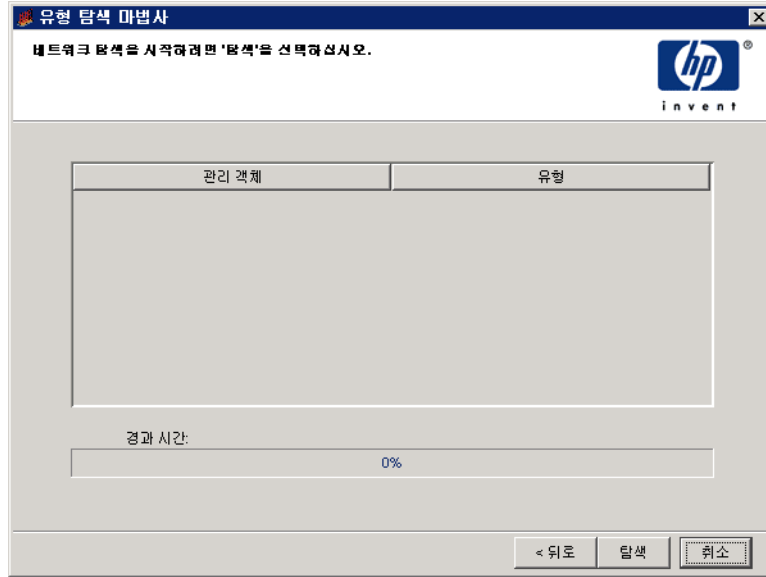 유형 탐색 마법사
네트워크 탐색을 시작하려면 '탐색'을 선택하십시오.
hp
®
invent
관리 객체 유형
경과 시간:
0%
< 뒤로 탐색 취소